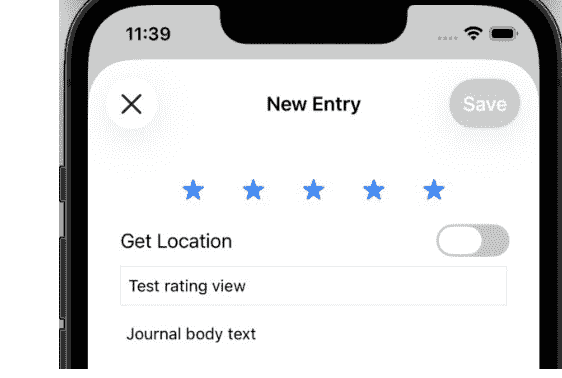 11:39
New Entry
Save
Get Location
Test rating view
Journal body text